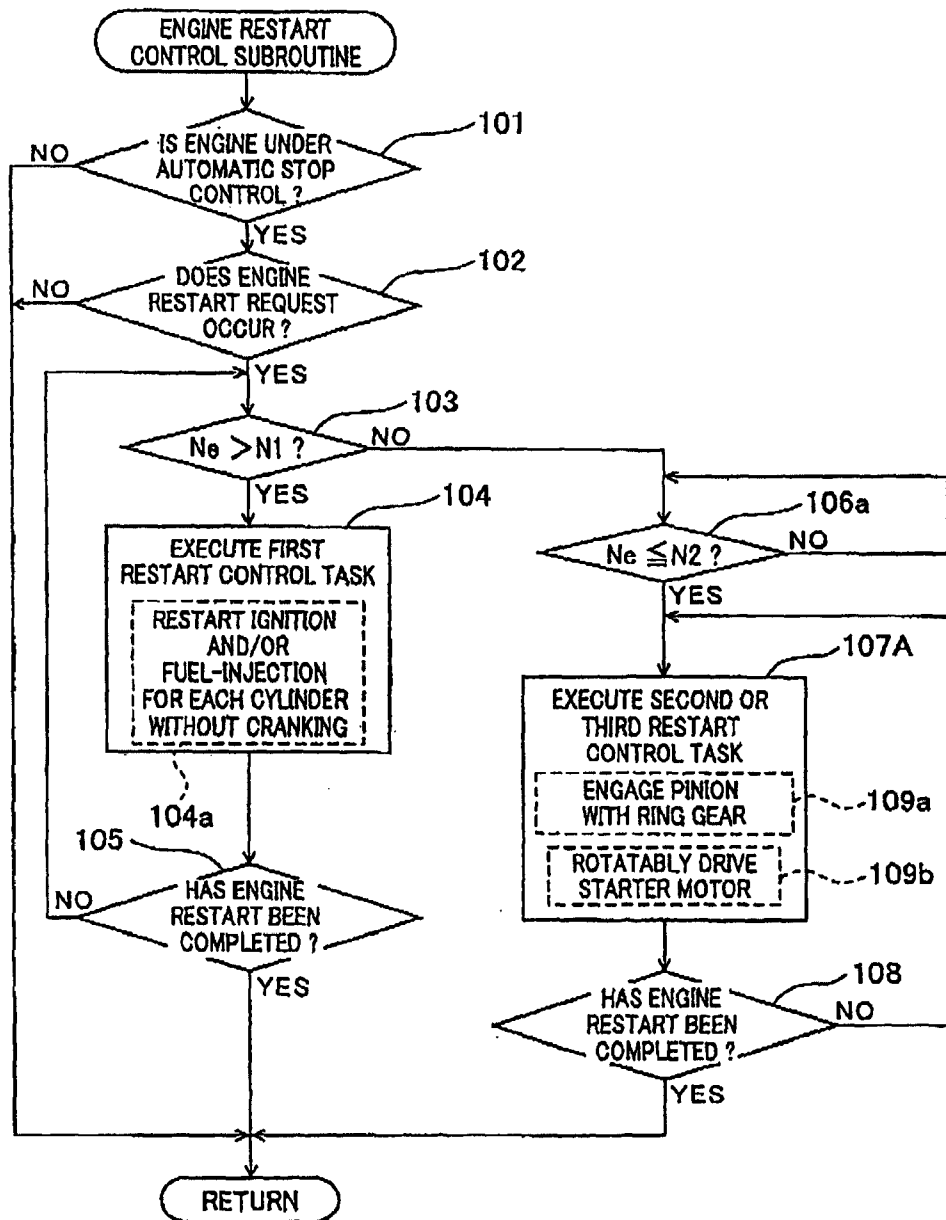 ENGINE RESTART
CONTROL SUBROUTINE
101
IS ENGINE UNDER
AUTOMATIC STOP
CONTROL ?
NO
YES
102
DOES ENGINE
RESTART REQUEST
OCCUR ?
NO
YES
103
Ne > N1 ?
NO
YES
104
EXECUTE FIRST
RESTART CONTROL TASK
RESTART IGNITION
AND/OR
FUEL-INJECTION
FOR EACH CYLINDER
WITHOUT CRANKING
104a
105
HAS ENGINE
RESTART BEEN
COMPLETED ?
NO
YES
106a
Ne ≦ N2 ?
NO
YES
107A
EXECUTE SECOND OR
THIRD RESTART
CONTROL TASK
ENGAGE PINION
WITH RING GEAR
109a
ROTATABLY DRIVE
STARTER MOTOR
109b
108
HAS ENGINE
RESTART BEEN
COMPLETED ?
NO
YES
RETURN